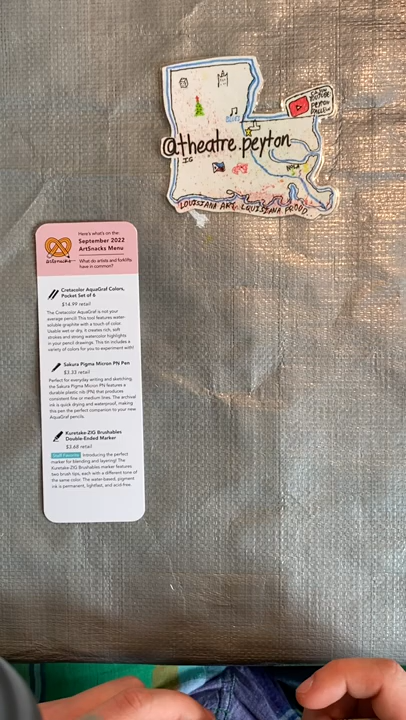 @theatre.peyton
IG
LOUISIANA ART, LOUISIANA PROUD
artsnacks
Here's what's on the:
September 2022
ArtSnacks Menu
What do artists and forklifts
have in common?
Cretacolor AquaGraf Colors,
Pocket Set of 6
$14.99 retail
The Cretacolor AquaGraf is not your
average pencil! This tool features water-
soluble graphite with a touch of color.
Usable wet or dry, it creates rich, soft
strokes and strong watercolor highlights
in your pencil drawings. This tin includes a
variety of colors for you to experiment with!
Sakura Pigma Micron PN Pen
$3.33 retail
Perfect for everyday writing and sketching,
the Sakura Pigma Micron PN features a
durable plastic nib (PN) that produces
consistent fine or medium lines. The archival
ink is quick drying and waterproof, making
this pen the perfect companion to your new
AquaGraf pencils.
Kuretake-ZIG Brushables
Double-Ended Marker
$3.68 retail
Staff Favorite Introducing the perfect
marker for blending and layering! The
Kuretake ZIG Brushables marker features
two brush tips, each with a different tone of
the same color. The water-based, pigment
ink is permanent, lightfast, and acid-free.